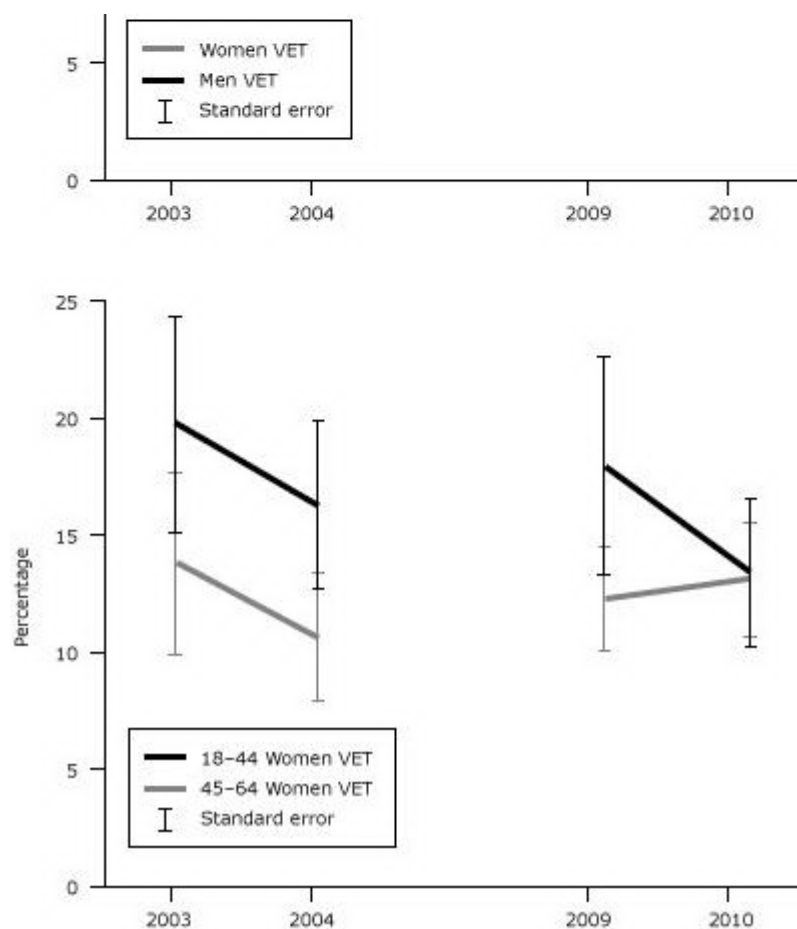 5
Women VET
Men VET
Standard error
0
2003 2004 2009 2010
25
20
15
Percentage
10
5
18–44 Women VET
45–64 Women VET
Standard error
0
2003 2004 2009 2010